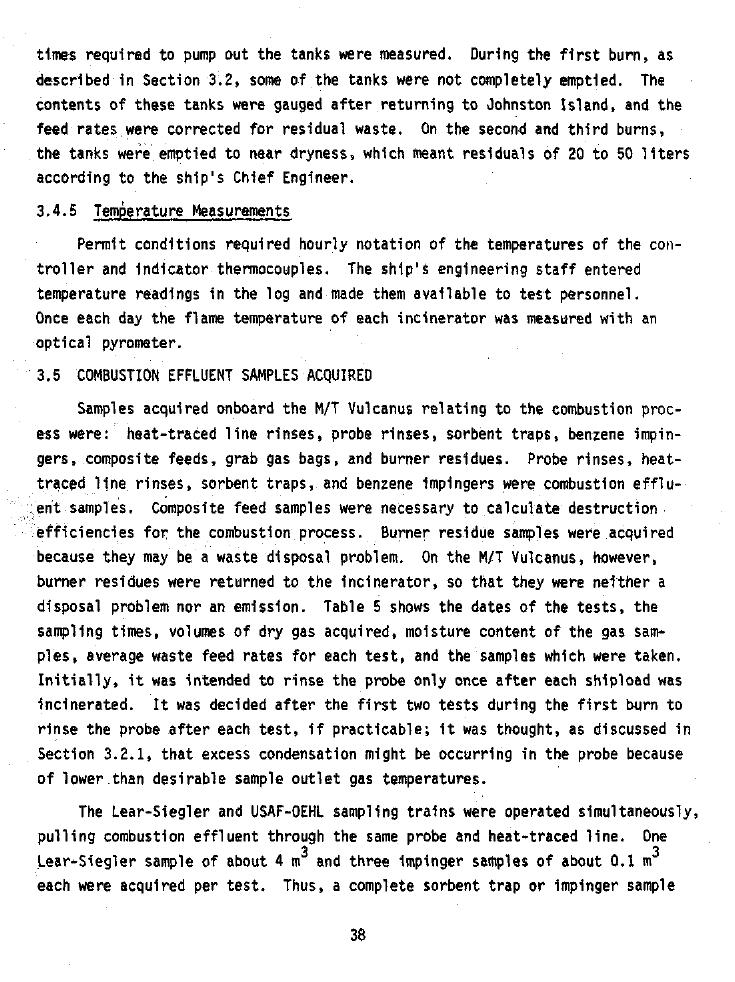 times required to pump out the tanks were measured. During the first burn, as
described in Section 3.2, some of the tanks were not completely emptied. The
contents of these tanks were gauged after returning to Johnston Island, and the
feed rates were corrected for residual waste. On the second and third burns,
the tanks were emptied to near dryness, which meant residuals of 20 to 50 liters
according to the ship's Chief Engineer.
3.4.5 Temperature Measurements
Permit conditions required hourly notation of the temperatures of the con-
troller and indicator thermocouples. The ship's engineering staff entered
temperature readings in the log and made them available to test personnel.
Once each day the flame temperature of each incinerator was measured with an
optical pyrometer.
3.5 COMBUSTION EFFLUENT SAMPLES ACQUIRED
Samples acquired onboard the M/T Vulcanus relating to the combustion proc-
ess were: heat-traced line rinses, probe rinses, sorbent traps, benzene impin-
gers, composite feeds, grab gas bags, and burner residues. Probe rinses, heat-
traced line rinses, sorbent traps, and benzene impingers were combustion efflu-
ent samples. Composite feed samples were necessary to calculate destruction
efficiencies for the combustion process. Burner residue samples were acquired
because they may be a waste disposal problem. On the M/T Vulcanus, however,
burner residues were returned to the incinerator, so that they were neither a
disposal problem nor an emission. Table 5 shows the dates of the tests, the
sampling times, volumes of dry gas acquired, moisture content of the gas sam-
ples, average waste feed rates for each test, and the samples which were taken.
Initially, it was intended to rinse the probe only once after each shipload was
incinerated. It was decided after the first two tests during the first burn to
rinse the probe after each test, if practicable; it was thought, as discussed in
Section 3.2.1, that excess condensation might be occurring in the probe because
of lower than desirable sample outlet gas temperatures.
The Lear-Siegler and USAF-OEHL sampling trains were operated simultaneously,
pulling combustion effluent through the same probe and heat-traced line. One
Lear-Siegler sample of about 4 m³ and three impinger samples of about 0.1 m³
each were acquired per test. Thus, a complete sorbent trap or impinger sample
38